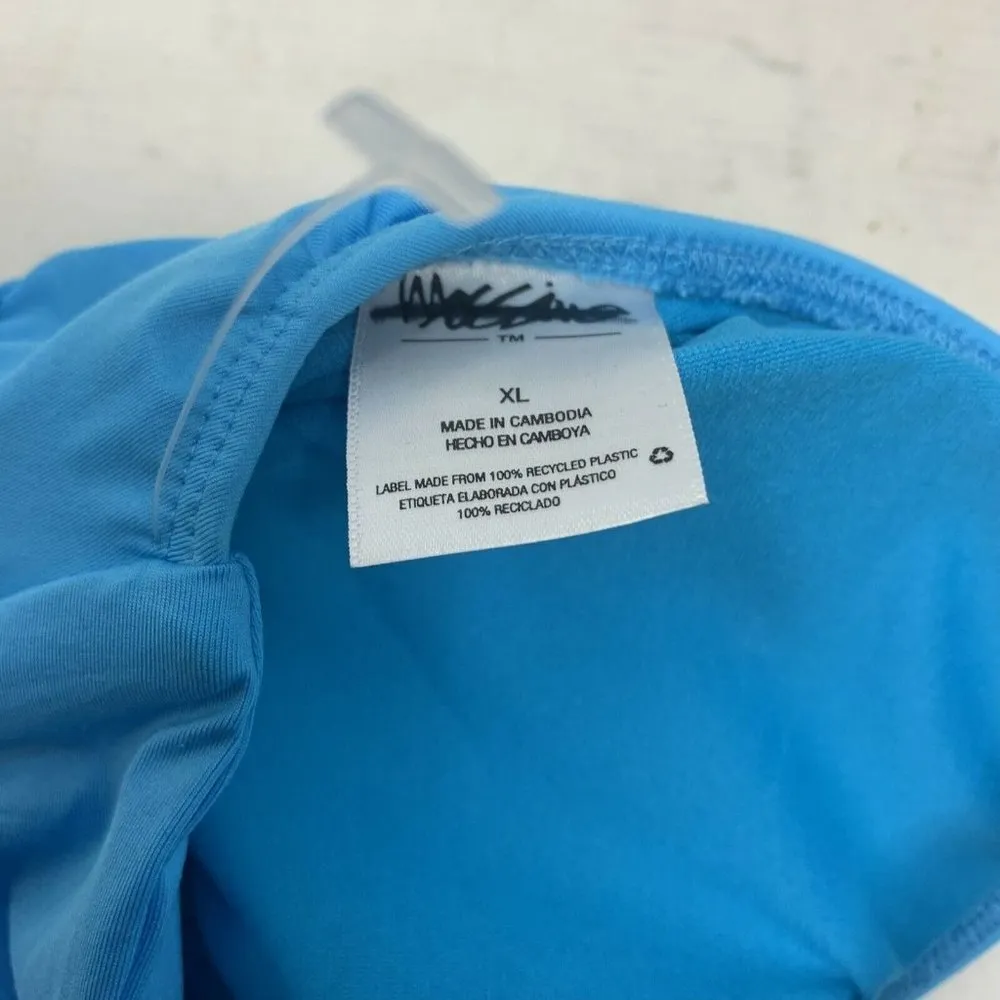 Mossimo
TM
XL
MADE IN CAMBODIA
HECHO EN CAMBOYA
LABEL MADE FROM 100% RECYCLED PLASTIC
ETIQUETA ELABORADA CON PLÁSTICO
100% RECICLADO